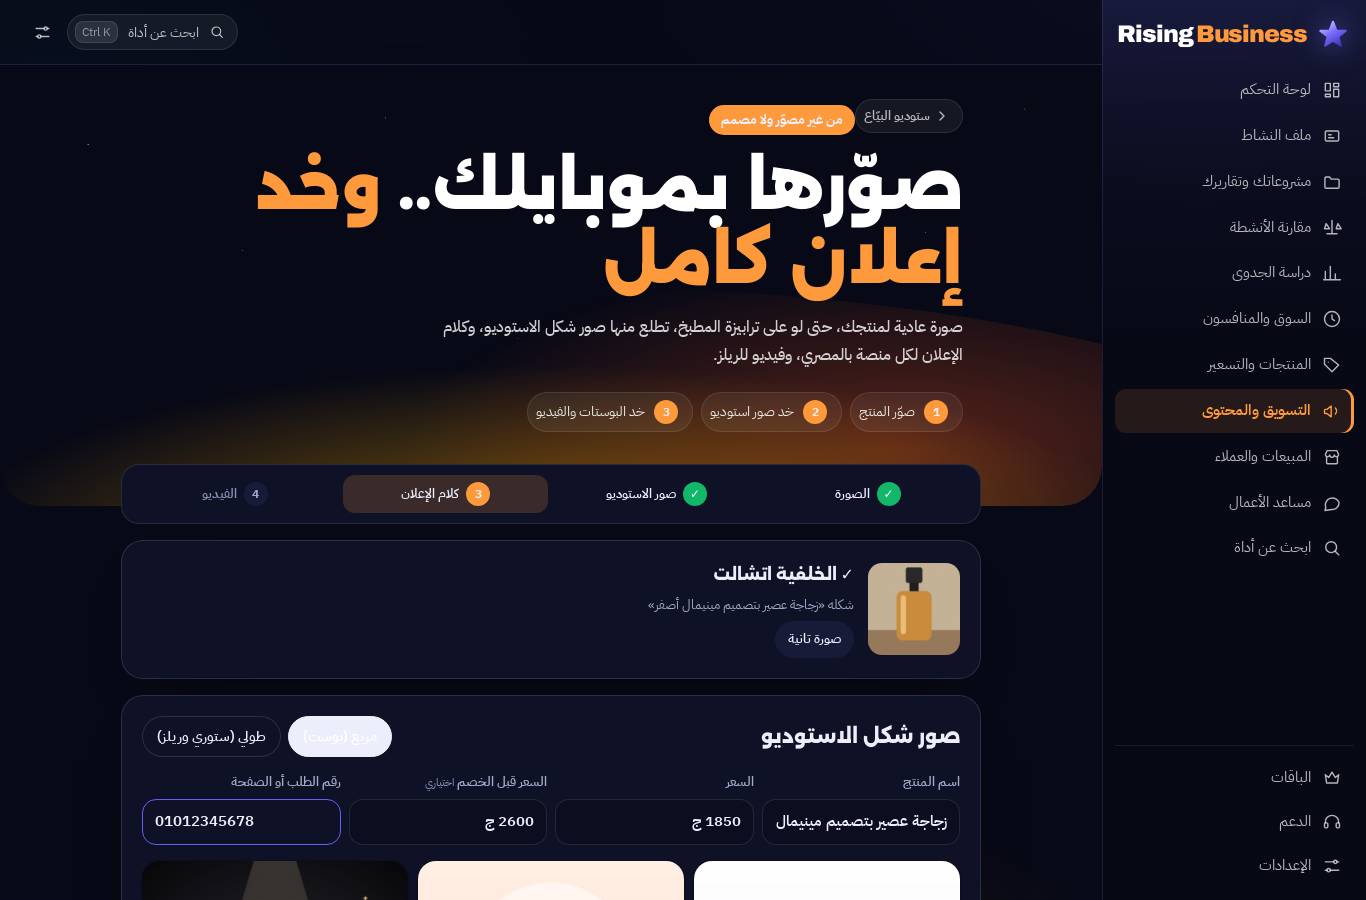 Rising Business
لوحة التحكم
ملف النشاط
مشروعاتك وتقاريرك
مقارنة الأنشطة
دراسة الجدوى
السوق والمنافسون
المنتجات والتسعير
التسويق والمحتوى
المبيعات والعملاء
مساعد الأعمال
ابحث عن أداة
الباقات
الدعم
الإعدادات
ابحث عن أداة Ctrl K
ستوديو البيّاع
من غير مصوّر ولا مصمم
صوّرها بموبايلك.. وخد
إعلان كامل
صورة عادية لمنتجك، حتى لو على ترابيزة المطبخ، تطلع منها صور شكل الاستوديو، وكلام
الإعلان لكل منصة بالمصري، وفيديو للريلز.
1 صوّر المنتج
2 خد صور استوديو
3 خد البوستات والفيديو
✓ الصورة
✓ صور الاستوديو
3 كلام الإعلان
4 الفيديو
✓ الخلفية اتشالت
شكله «زجاجة عصير بتصميم مينيمال أصفر»
صورة تانية
صور شكل الاستوديو
مربع (بوست)
طولي (ستوري وريلز)
اسم المنتج
السعر
السعر قبل الخصم اختياري
رقم الطلب أو الصفحة
زجاجة عصير بتصميم مينيمال
1850 ج
2600 ج
01012345678